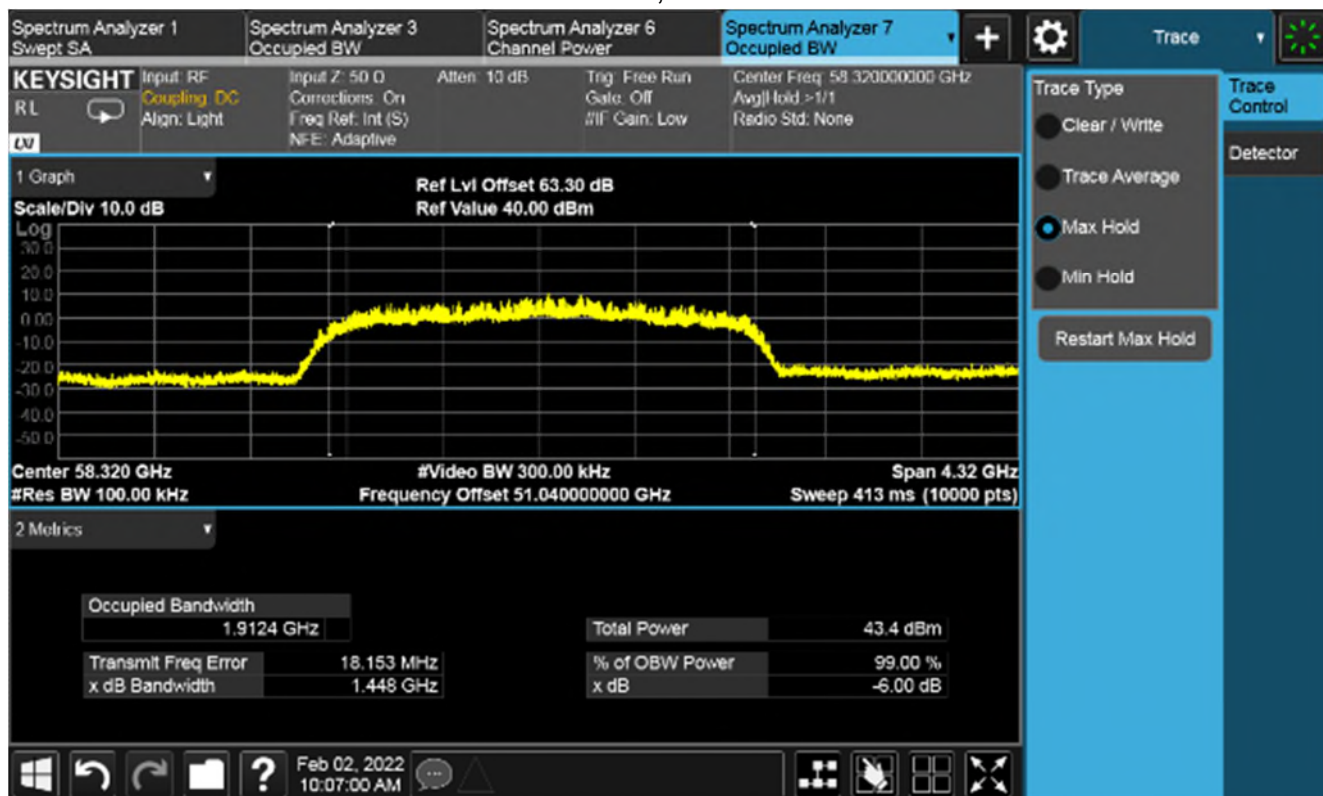 Spectrum Analyzer 1
Swept SA
Spectrum Analyzer 3
Occupied BW
Spectrum Analyzer 6
Channel Power
Spectrum Analyzer 7
Occupied BW
+
Trace
KEYSIGHT
RL
LXI
Input: RF
Coupling: DC
Align: Light
Input Z: 50 Ω
Corrections: On
Freq Ref: Int (S)
NFE: Adaptive
Atten: 10 dB
Trig: Free Run
Gate: Off
#IF Gain: Low
Center Freq: 58.320000000 GHz
Avg|Hold:>1/1
Radio Std: None
1 Graph
Scale/Div 10.0 dB
Ref Lvl Offset 63.30 dB
Ref Value 40.00 dBm
Log
30.0
20.0
10.0
0.00
-10.0
-20.0
-30.0
-40.0
-50.0
Center 58.320 GHz
#Video BW 300.00 kHz
Span 4.32 GHz
#Res BW 100.00 kHz
Frequency Offset 51.040000000 GHz
Sweep 413 ms (10000 pts)
2 Metrics
Occupied Bandwidth
1.9124 GHz
Total Power 43.4 dBm
Transmit Freq Error 18.153 MHz
% of OBW Power 99.00 %
x dB Bandwidth 1.448 GHz
x dB -6.00 dB
?
Feb 02, 2022
10:07:00 AM
Trace Type
Clear / Write
Trace Average
Max Hold
Min Hold
Restart Max Hold
Trace
Control
Detector